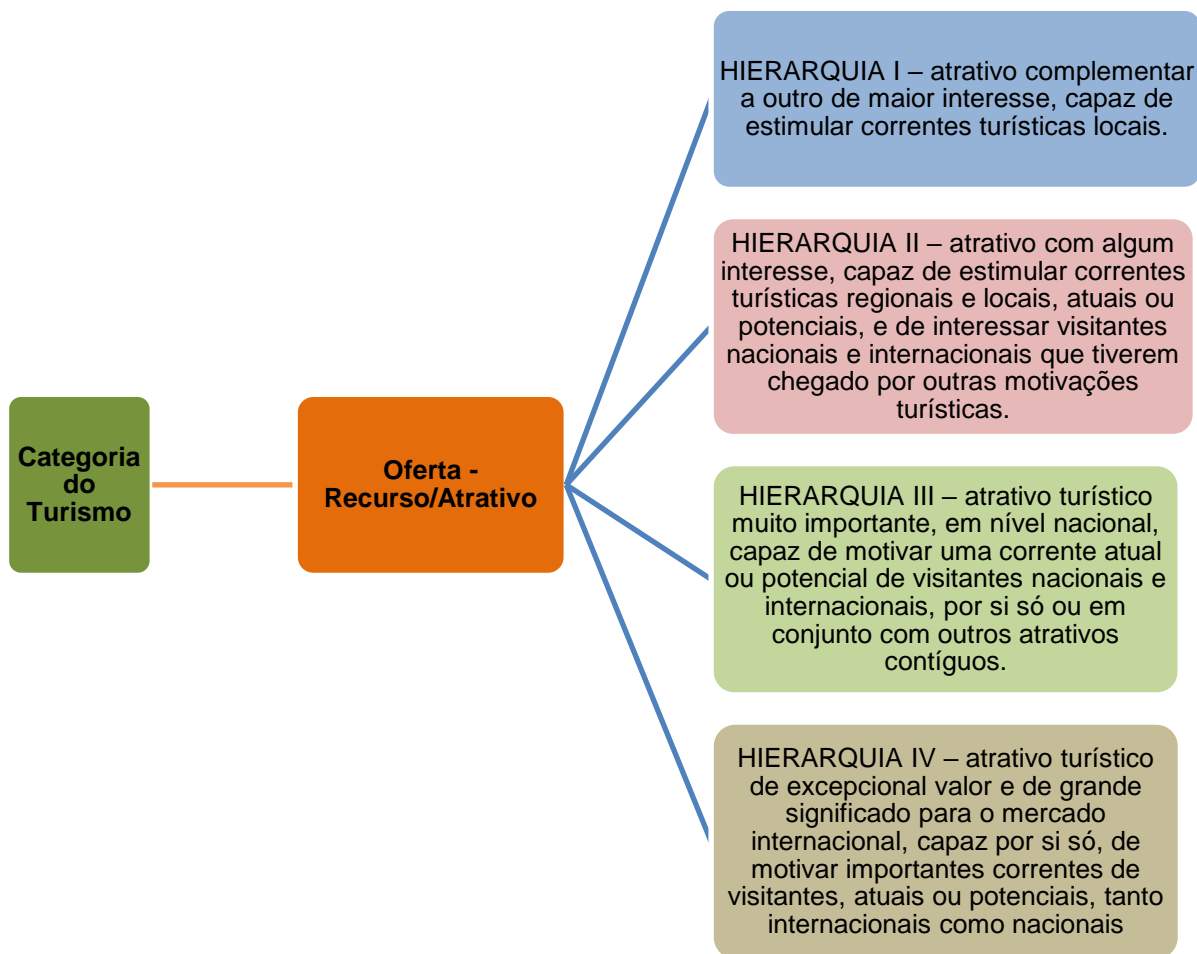 Categoria
do
Turismo
Oferta -
Recurso/Atrativo
HIERARQUIA I – atrativo complementar
a outro de maior interesse, capaz de
estimular correntes turísticas locais.
HIERARQUIA II – atrativo com algum
interesse, capaz de estimular correntes
turísticas regionais e locais, atuais ou
potenciais, e de interessar visitantes
nacionais e internacionais que tiverem
chegado por outras motivações
turísticas.
HIERARQUIA III – atrativo turístico
muito importante, em nível nacional,
capaz de motivar uma corrente atual
ou potencial de visitantes nacionais e
internacionais, por si só ou em
conjunto com outros atrativos
contíguos.
HIERARQUIA IV – atrativo turístico
de excepcional valor e de grande
significado para o mercado
internacional, capaz por si só, de
motivar importantes correntes de
visitantes, atuais ou potenciais, tanto
internacionais como nacionais